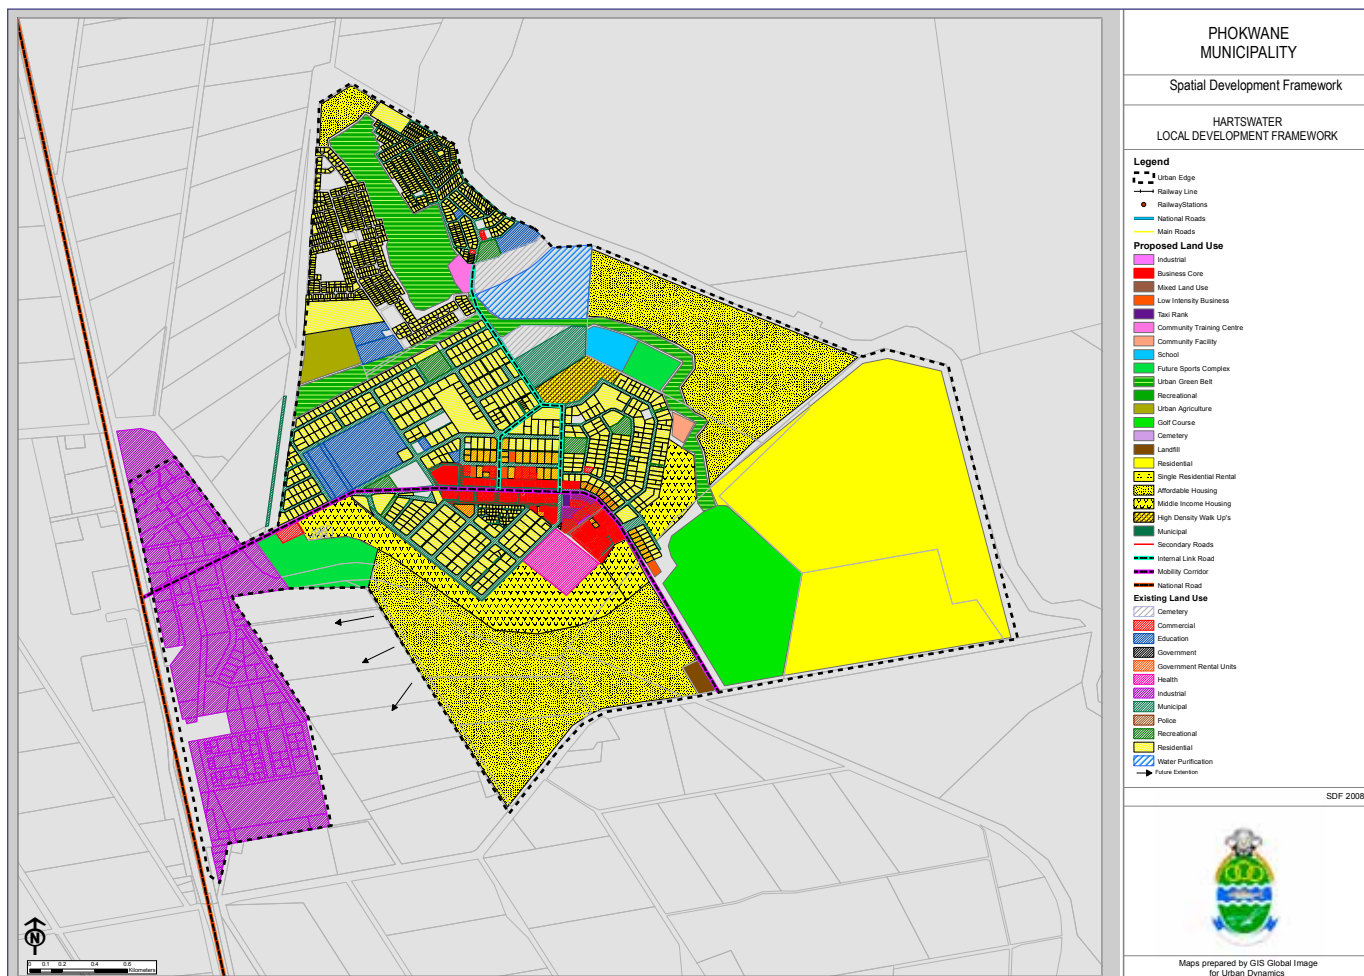 PHOKWANE
MUNICIPALITY
Spatial Development Framework
HARTSWATER
LOCAL DEVELOPMENT FRAMEWORK
Legend
Urban Edge
Railway Line
RailwayStations
National Roads
Main Roads
Proposed Land Use
Industrial
Business Core
Mixed Land Use
Low Intensity Business
Taxi Rank
Community Training Centre
Community Facility
School
Future Sports Complex
Urban Green Belt
Recreational
Urban Agriculture
Golf Course
Cemetery
Landfill
Residential
Single Residential Rental
Affordable Housing
Middle Income Housing
High Density Walk Up's
Municipal
Secondary Roads
Internal Link Road
Mobility Corridor
National Road
Existing Land Use
Cemetery
Commercial
Education
Government
Government Rental Units
Health
Industrial
Municipal
Police
Recreational
Residential
Water Purification
Future Extention
SDF 2008
Maps prepared by GIS Global Image
for Urban Dynamics
N
0 0.1 0.2 0.4 0.6
Kilometers